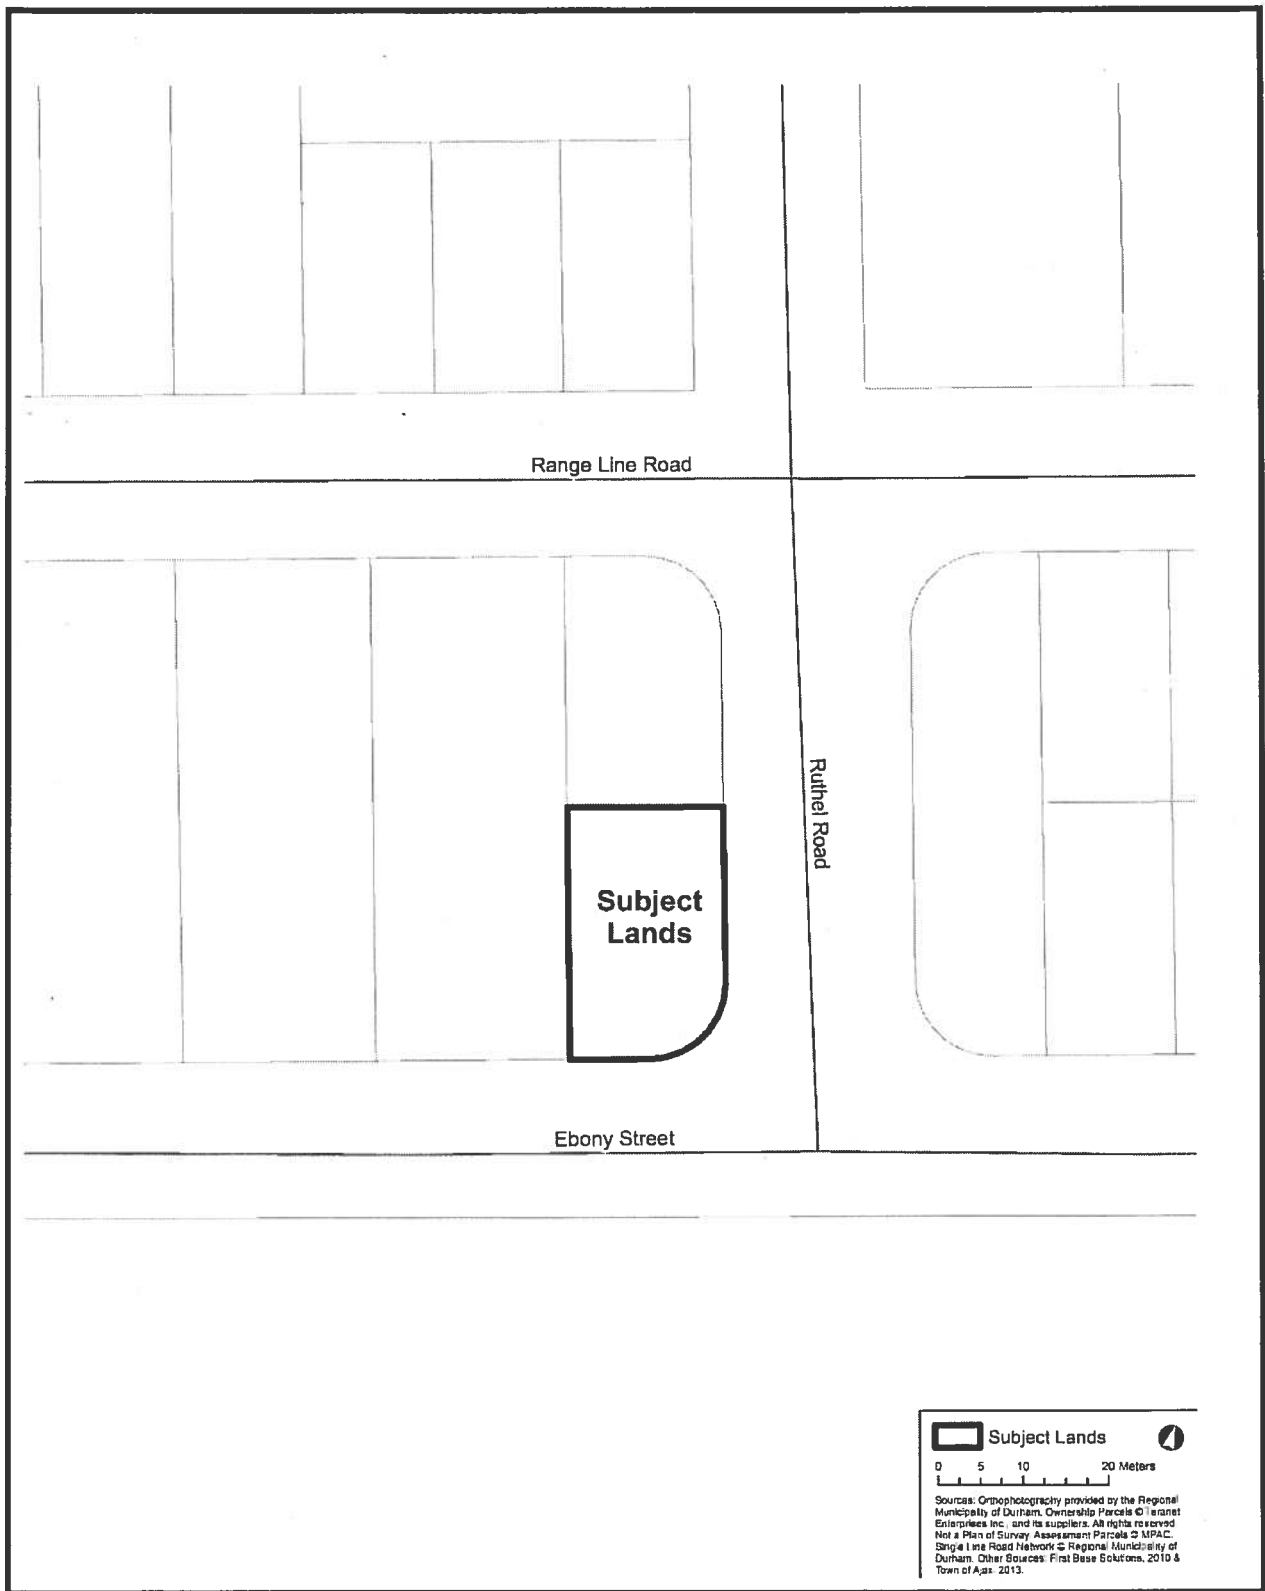 Range Line Road
Ruthel Road
Subject
Lands
Ebony Street
Subject Lands
0 5 10 20 Meters
Sources: Orthophotography provided by the Regional
Municipality of Durham. Ownership Parcels © Teranet
Enterprises Inc., and its suppliers. All rights reserved
Not a Plan of Survey. Assessment Parcels © MPAC.
Single Line Road Network © Regional Municipality of
Durham. Other Sources: First Base Solutions, 2010 &
Town of Ajax 2013.